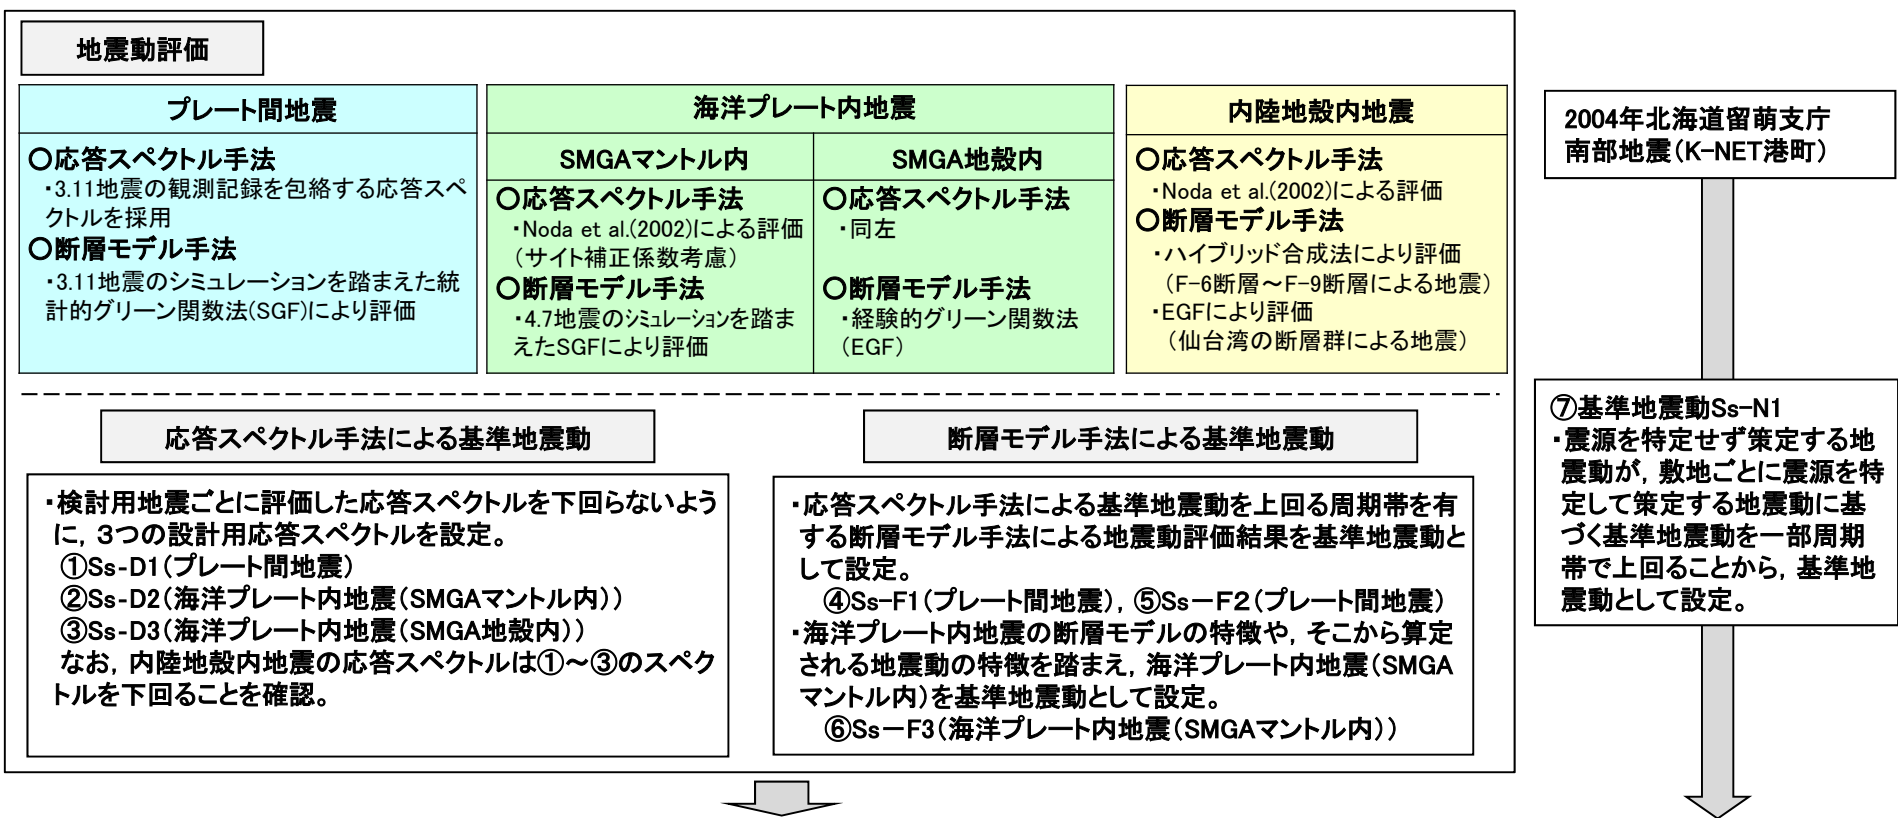 地震動評価
プレート間地震
〇応答スペクトル手法
・3.11地震の観測記録を包絡する応答スペ
クトルを採用
〇断層モデル手法
・3.11地震のシミュレーションを踏まえた統
計的グリーン関数法(SGF)により評価
海洋プレート内地震
SMGAマントル内
〇応答スペクトル手法
・Noda et al.(2002)による評価
（サイト補正係数考慮）
〇断層モデル手法
・4.7地震のシミュレーションを踏ま
えたSGFにより評価
SMGA地殻内
〇応答スペクトル手法
・同左
〇断層モデル手法
・経験的グリーン関数法
(EGF)
内陸地殻内地震
〇応答スペクトル手法
・Noda et al.(2002)による評価
〇断層モデル手法
・ハイブリッド合成法により評価
（F-6断層～F-9断層による地震）
・EGFにより評価
（仙台湾の断層群による地震）
応答スペクトル手法による基準地震動
・検討用地震ごとに評価した応答スペクトルを下回らないよう
に，３つの設計用応答スペクトルを設定。
①Ss-D1（プレート間地震）
②Ss-D2（海洋プレート内地震（SMGAマントル内））
③Ss-D3（海洋プレート内地震（SMGA地殻内））
なお，内陸地殻内地震の応答スペクトルは①～③のスペク
トルを下回ることを確認。
断層モデル手法による基準地震動
・応答スペクトル手法による基準地震動を上回る周期帯を有
する断層モデル手法による地震動評価結果を基準地震動と
して設定。
④Ss-F1（プレート間地震），⑤Ss－F２（プレート間地震）
・海洋プレート内地震の断層モデルの特徴や，そこから算定
される地震動の特徴を踏まえ，海洋プレート内地震（SMGA
マントル内）を基準地震動として設定。
⑥Ss－F3（海洋プレート内地震（SMGAマントル内））
2004年北海道留萌支庁
南部地震（K-NET港町）
⑦基準地震動Ss-N1
・震源を特定せず策定する地
震動が，敷地ごとに震源を特
定して策定する地震動に基
づく基準地震動を一部周期
帯で上回ることから，基準地
震動として設定。